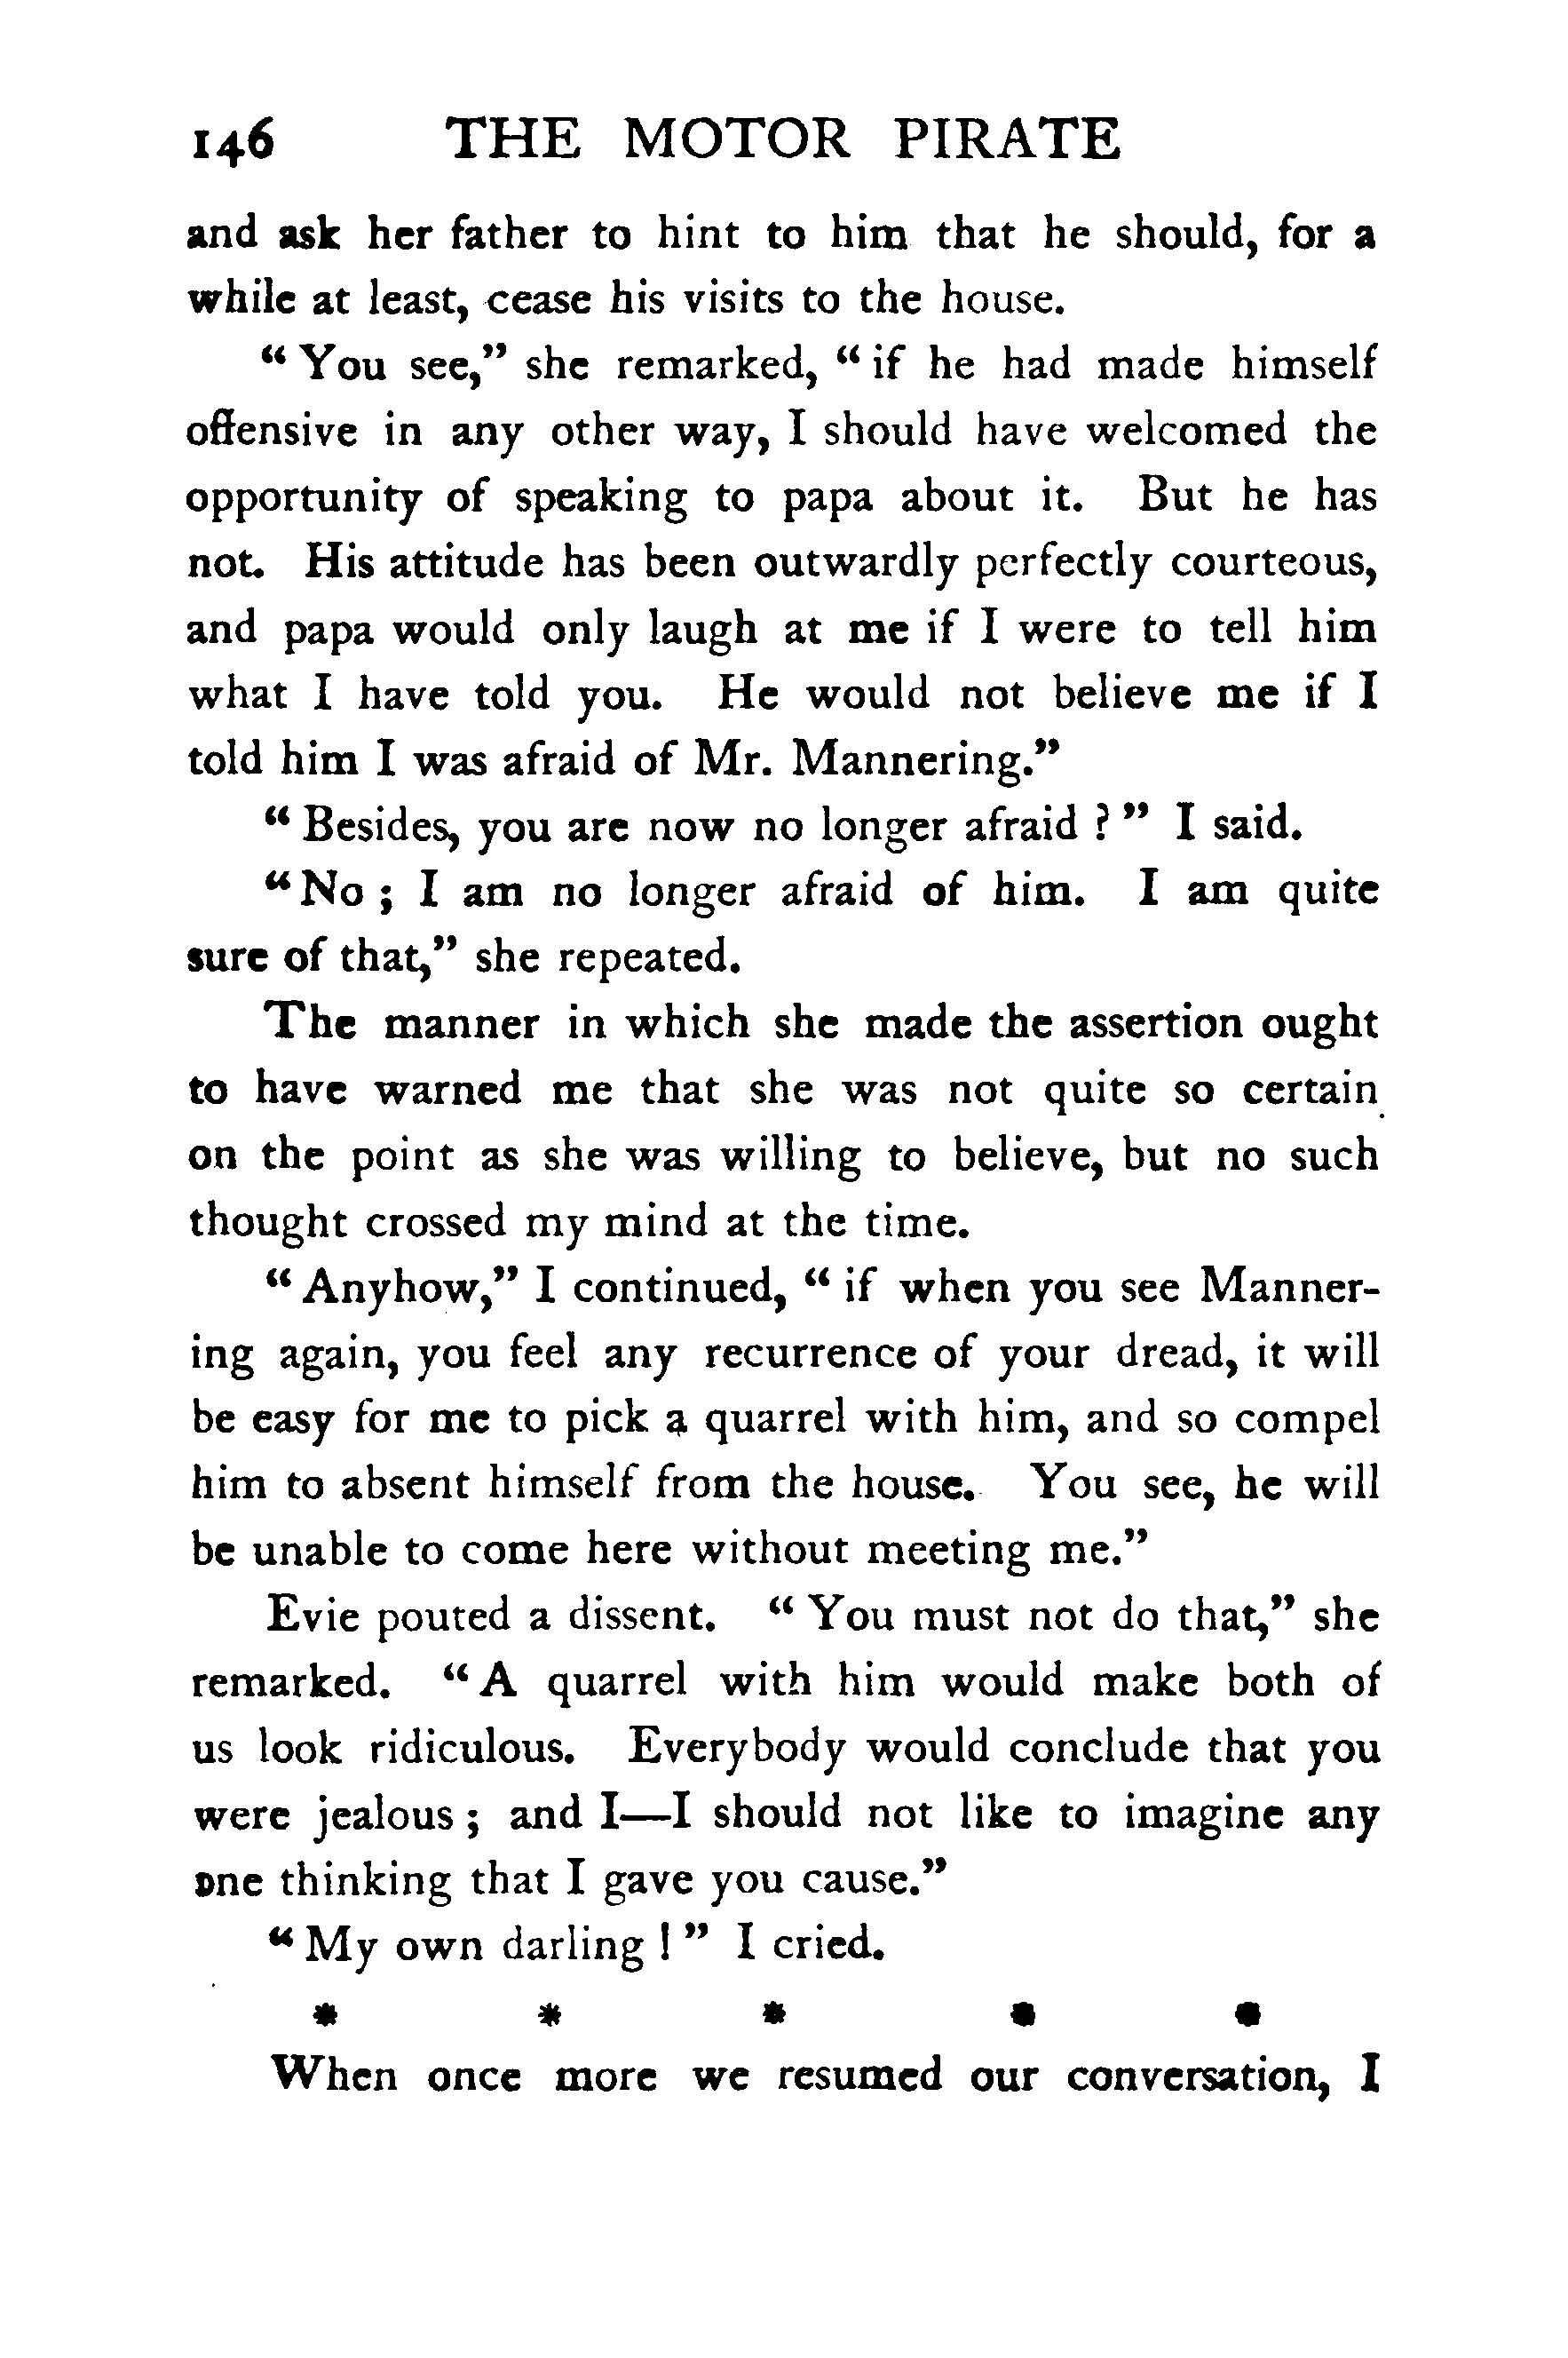 146 THE MOTOR PIRATE
and ask her father to hint to him that he should, for a
while at least, cease his visits to the house.
“ You see,” she remarked, “ if he had made himself
offensive in any other way, I should have welcomed the
opportunity of speaking to papa about it. But he has
not. His attitude has been outwardly perfectly courteous,
and papa would only laugh at me if I were to tell him
what I have told you. He would not believe me if I
told him I was afraid of Mr. Mannering.”
“ Besides, you are now no longer afraid ? ” I said.
“ No ; I am no longer afraid of him. I am quite
sure of that,” she repeated.
The manner in which she made the assertion ought
to have warned me that she was not quite so certain
on the point as she was willing to believe, but no such
thought crossed my mind at the time.
“ Anyhow,” I continued, “ if when you see Manner-
ing again, you feel any recurrence of your dread, it will
be easy for me to pick a quarrel with him, and so compel
him to absent himself from the house. You see, he will
be unable to come here without meeting me.”
Evie pouted a dissent. “ You must not do that,” she
remarked. “ A quarrel with him would make both of
us look ridiculous. Everybody would conclude that you
were jealous ; and I—I should not like to imagine any
one thinking that I gave you cause.”
“ My own darling ! ” I cried.
* * * * *
When once more we resumed our conversation, I